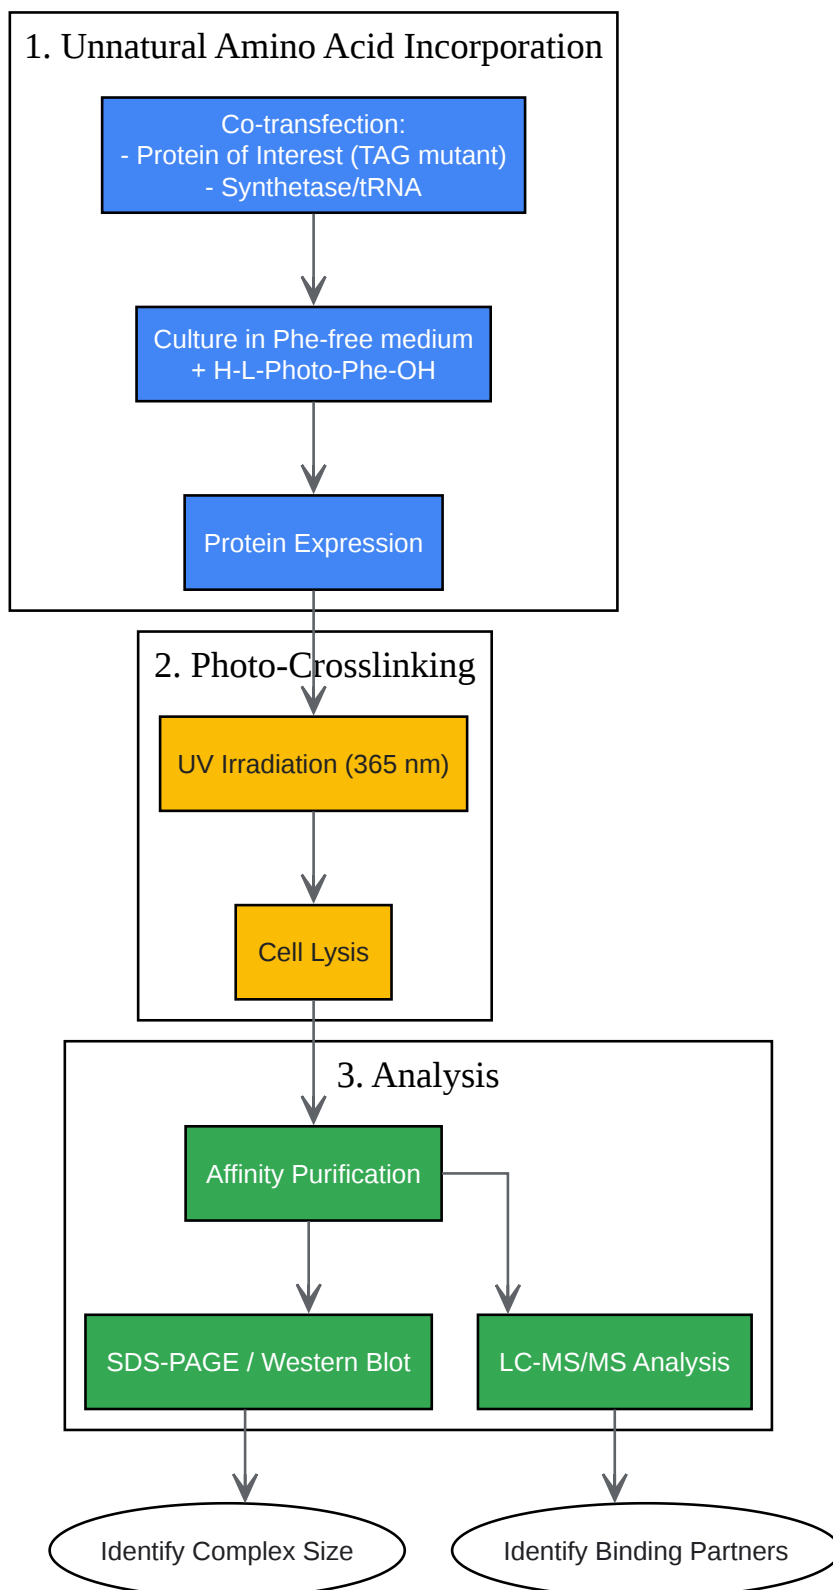 1. Unnatural Amino Acid Incorporation
Co-transfection:
- Protein of Interest (TAG mutant)
- Synthetase/tRNA
Culture in Phe-free medium
+ H-L-Photo-Phe-OH
Protein Expression
2. Photo-Crosslinking
UV Irradiation (365 nm)
Cell Lysis
3. Analysis
Affinity Purification
SDS-PAGE / Western Blot
LC-MS/MS Analysis
Identify Complex Size
Identify Binding Partners